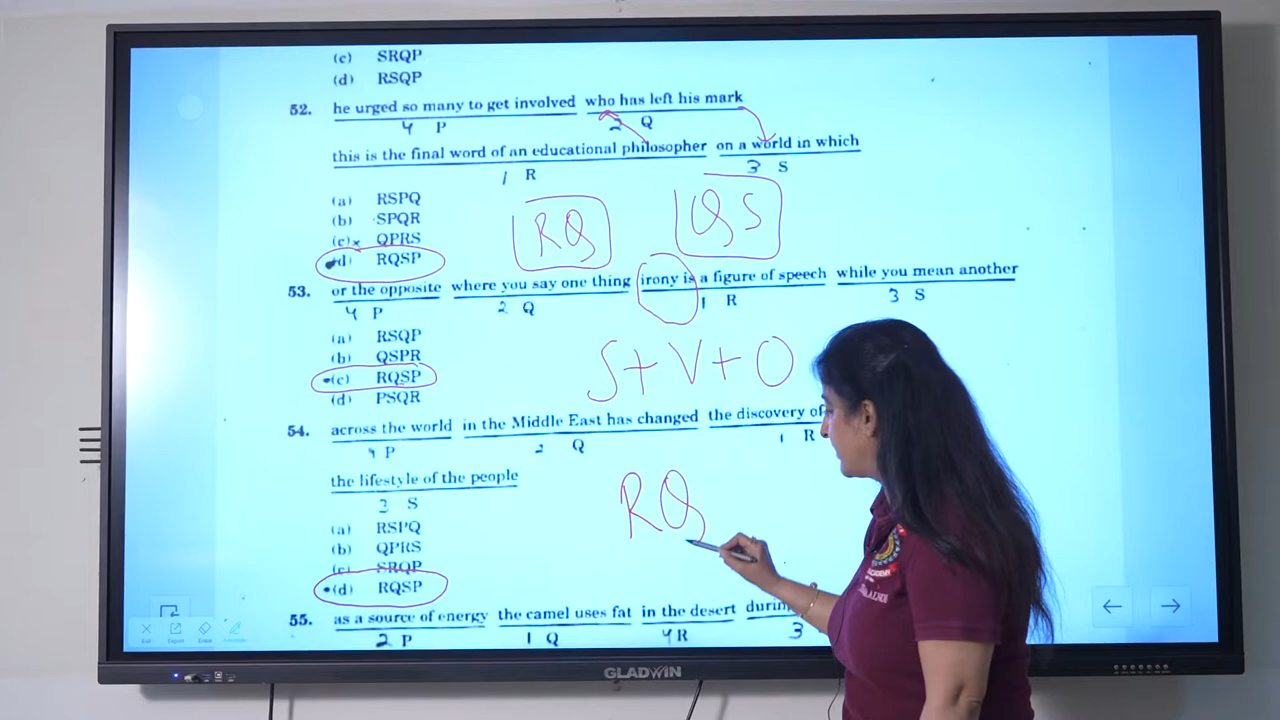 (c) SRQP
(d) RSQP
52. he urged so many to get involved who has left his mark
4 P 2 Q
this is the final word of an educational philosopher on a world in which
1 R 3 S
(a) RSPQ
(b) SPQR
(c)x QPRS
(d) RQSP
RQ QS
53. or the opposite where you say one thing irony is a figure of speech while you mean another
4 P 2 Q 1 R 3 S
(a) RSQP
(b) QSPR
(c) RQSP
(d) PSQR
S+V+O
54. across the world in the Middle East has changed the discovery of
4 P 2 Q 1 R
the lifestyle of the people
3 S
(a) RSPQ
(b) QPRS
(c) SRQP
(d) RQSP
RQ
55. as a source of energy the camel uses fat in the desert
2 P 1 Q 4 R 3
Exit Export Erase
GLADWIN